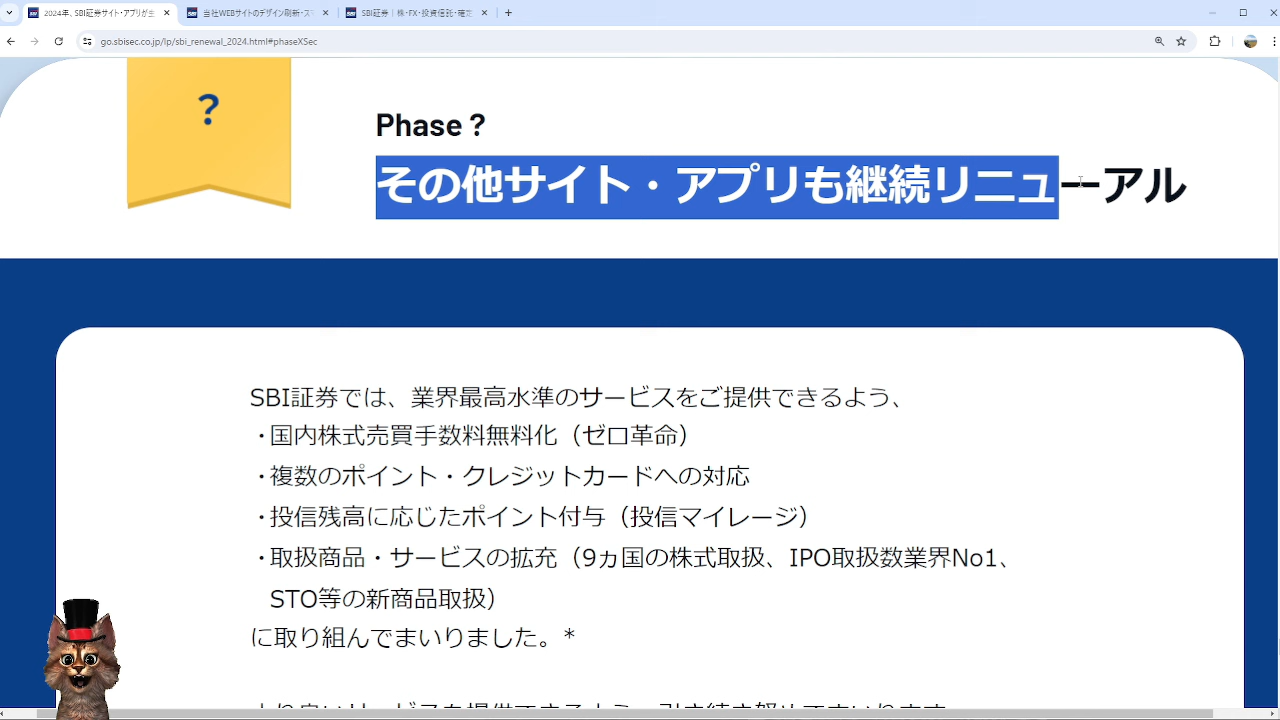 2024年、SBI証券サイト・アプリが生
当社WEBサイトのデザイン刷新・ス
SBI証券｜株・FX・投資信託・確定
go.sbisec.co.jp/lp/sbi_renewal_2024.html#phaseXSec
?
Phase ?
その他サイト・アプリも継続リニューアル
SBI証券では、業界最高水準のサービスをご提供できるよう、
・国内株式売買手数料無料化（ゼロ革命）
・複数のポイント・クレジットカードへの対応
・投信残高に応じたポイント付与（投信マイレージ）
・取扱商品・サービスの拡充（9ヵ国の株式取扱、IPO取扱数業界No1、
STO等の新商品取扱）
に取り組んでまいりました。*